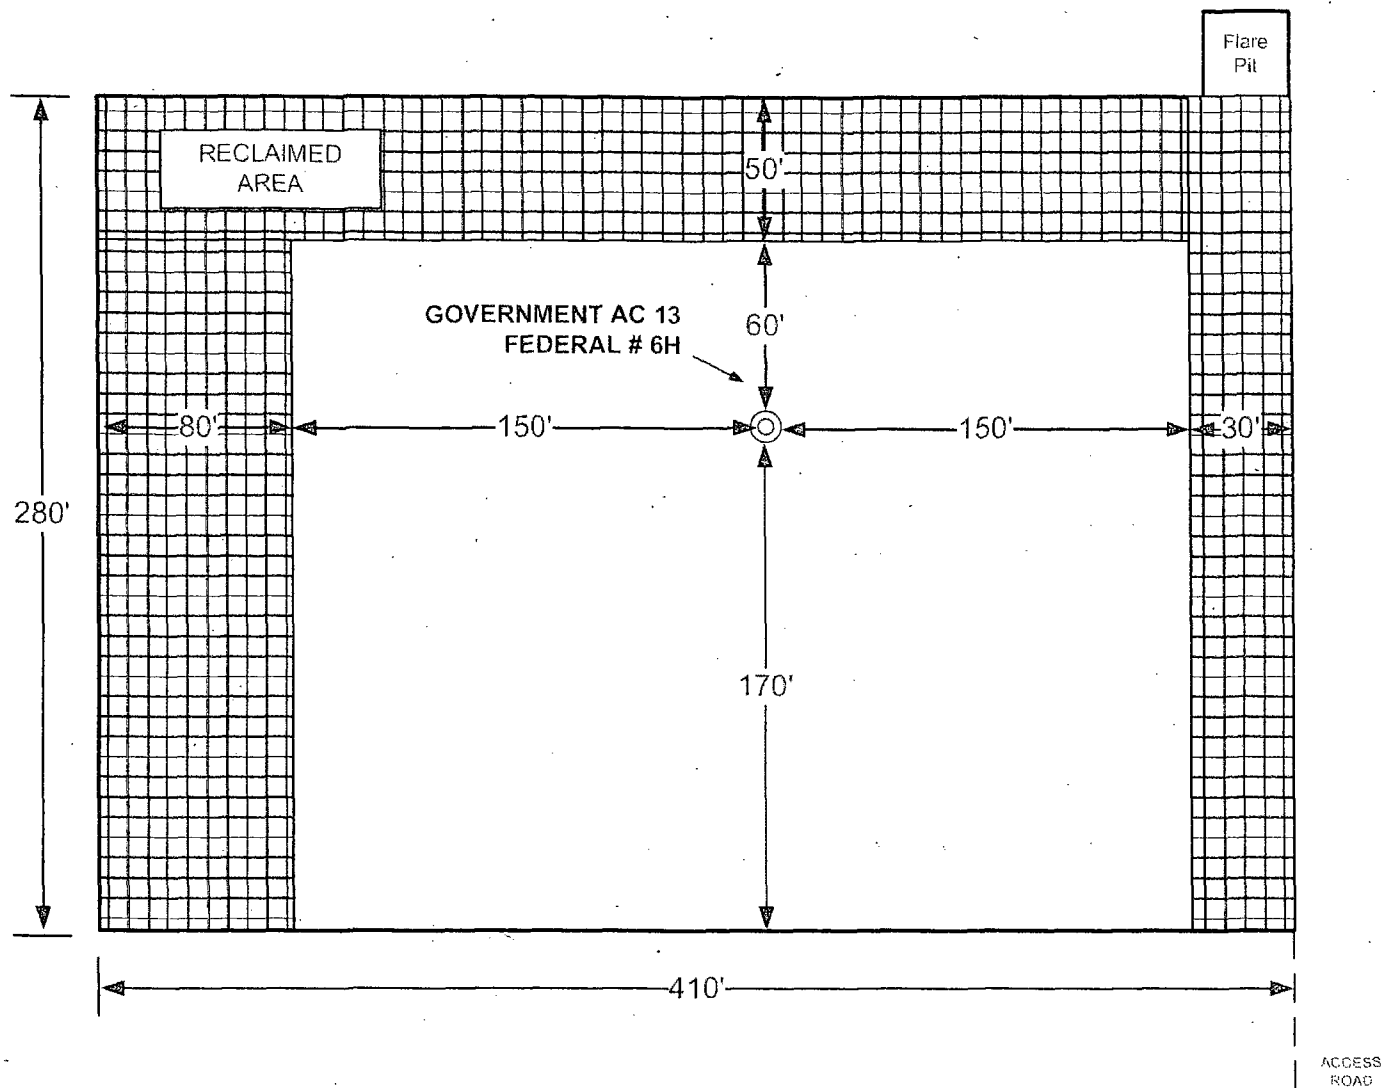 Flare
Pit
RECLAIMED
AREA
50'
GOVERNMENT AC 13
FEDERAL # 6H
60'
80'
150'
150'
30'
280'
170'
410'
ACCESS
ROAD